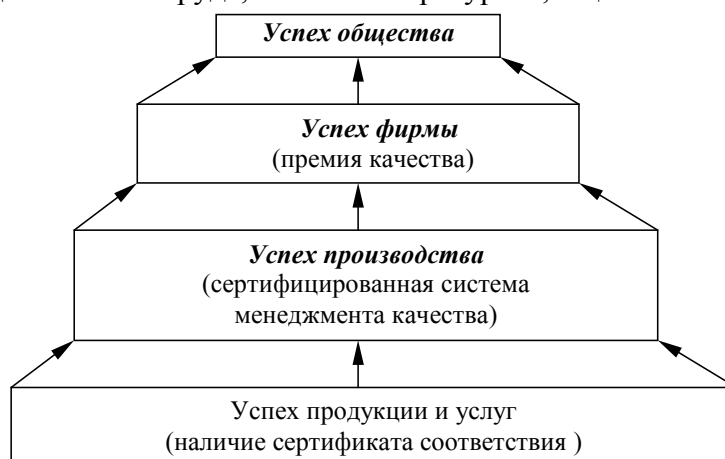 Успех общества
Успех фирмы
(премия качества)
Успех производства
(сертифицированная система
менеджмента качества)
Успех продукции и услуг
(наличие сертификата соответствия )